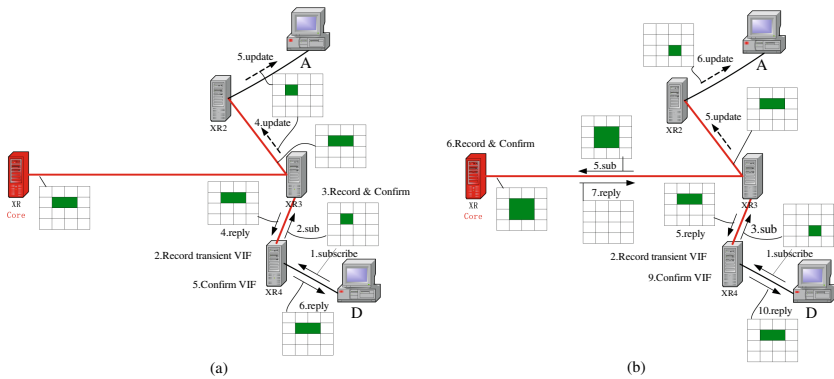 5.update
A
XR2
4.update
XR
Core
XR3
3.Record & Confirm
4.reply
2.sub
2.Record transient VIF
1.subscribe
5.Confirm VIF
XR4
6.reply
D
(a)
6.update
A
XR2
5.update
6.Record & Confirm
5.sub
XR
Core
7.reply
XR3
5.reply
3.sub
2.Record transient VIF
1.subscribe
9.Confirm VIF
XR4
10.reply
D
(b)